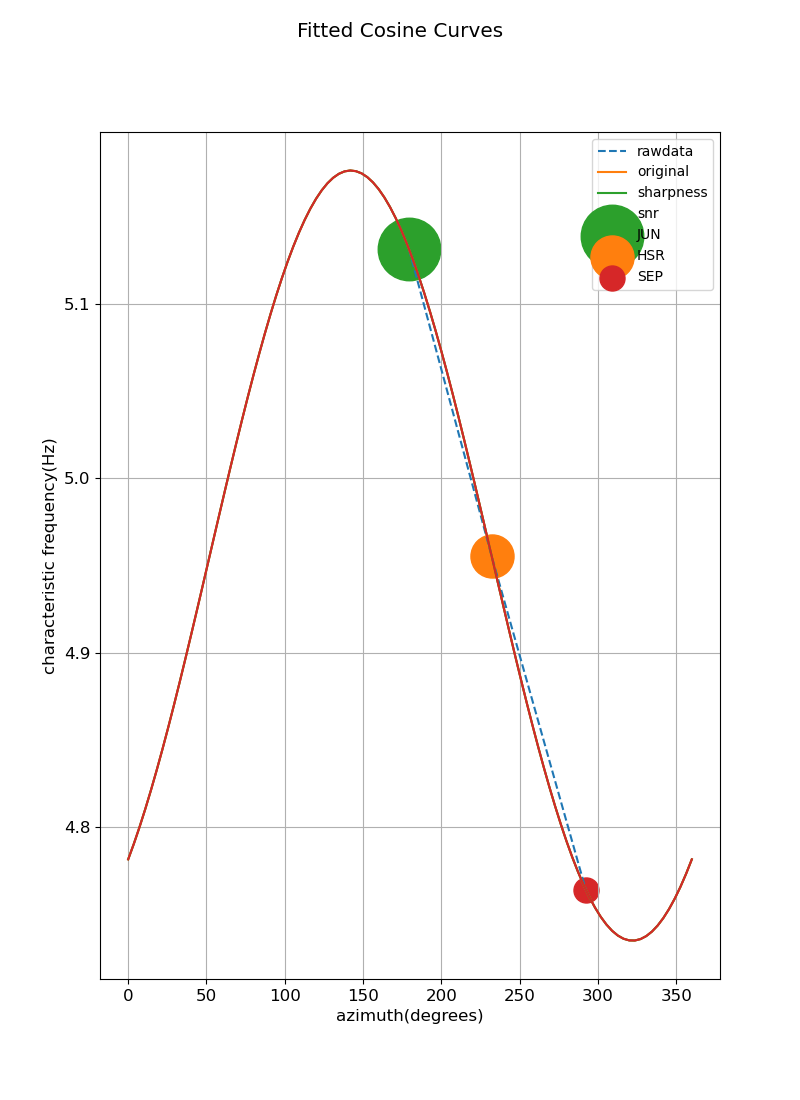 Fitted Cosine Curves
rawdata
original
sharpness
snr
JUN
HSR
SEP
characteristic frequency(Hz)
5.1
5.0
4.9
4.8
0 50 100 150 200 250 300 350
azimuth(degrees)